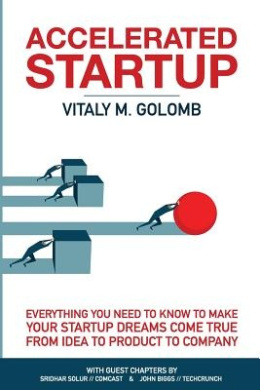 ACCELERATED
STARTUP
VITALY M. GOLOMB
EVERYTHING YOU NEED TO KNOW TO MAKE
YOUR STARTUP DREAMS COME TRUE
FROM IDEA TO PRODUCT TO COMPANY
WITH GUEST CHAPTERS BY
SRIDHAR SOLUR // COMCAST & JOHN BIGGS // TECHCRUNCH